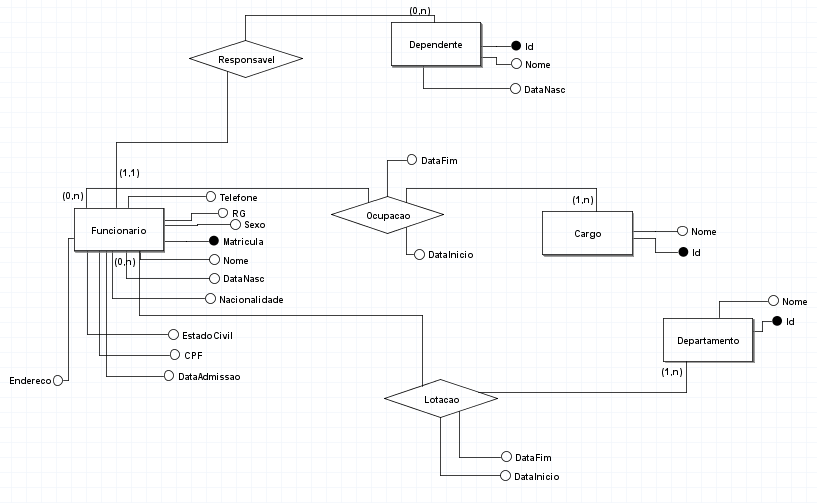 (0,n)
Dependente
Id
Nome
DataNasc
Responsavel
(1,1)
DataFim
(0,n)
Telefone
RG
Sexo
Ocupacao
(1,n)
Funcionario
Matricula
Cargo
Nome
Id
DataInicio
(0,n)
Nome
DataNasc
Nacionalidade
Nome
Id
EstadoCivil
Departamento
CPF
(1,n)
DataAdmissao
Endereco
Lotacao
DataFim
DataInicio